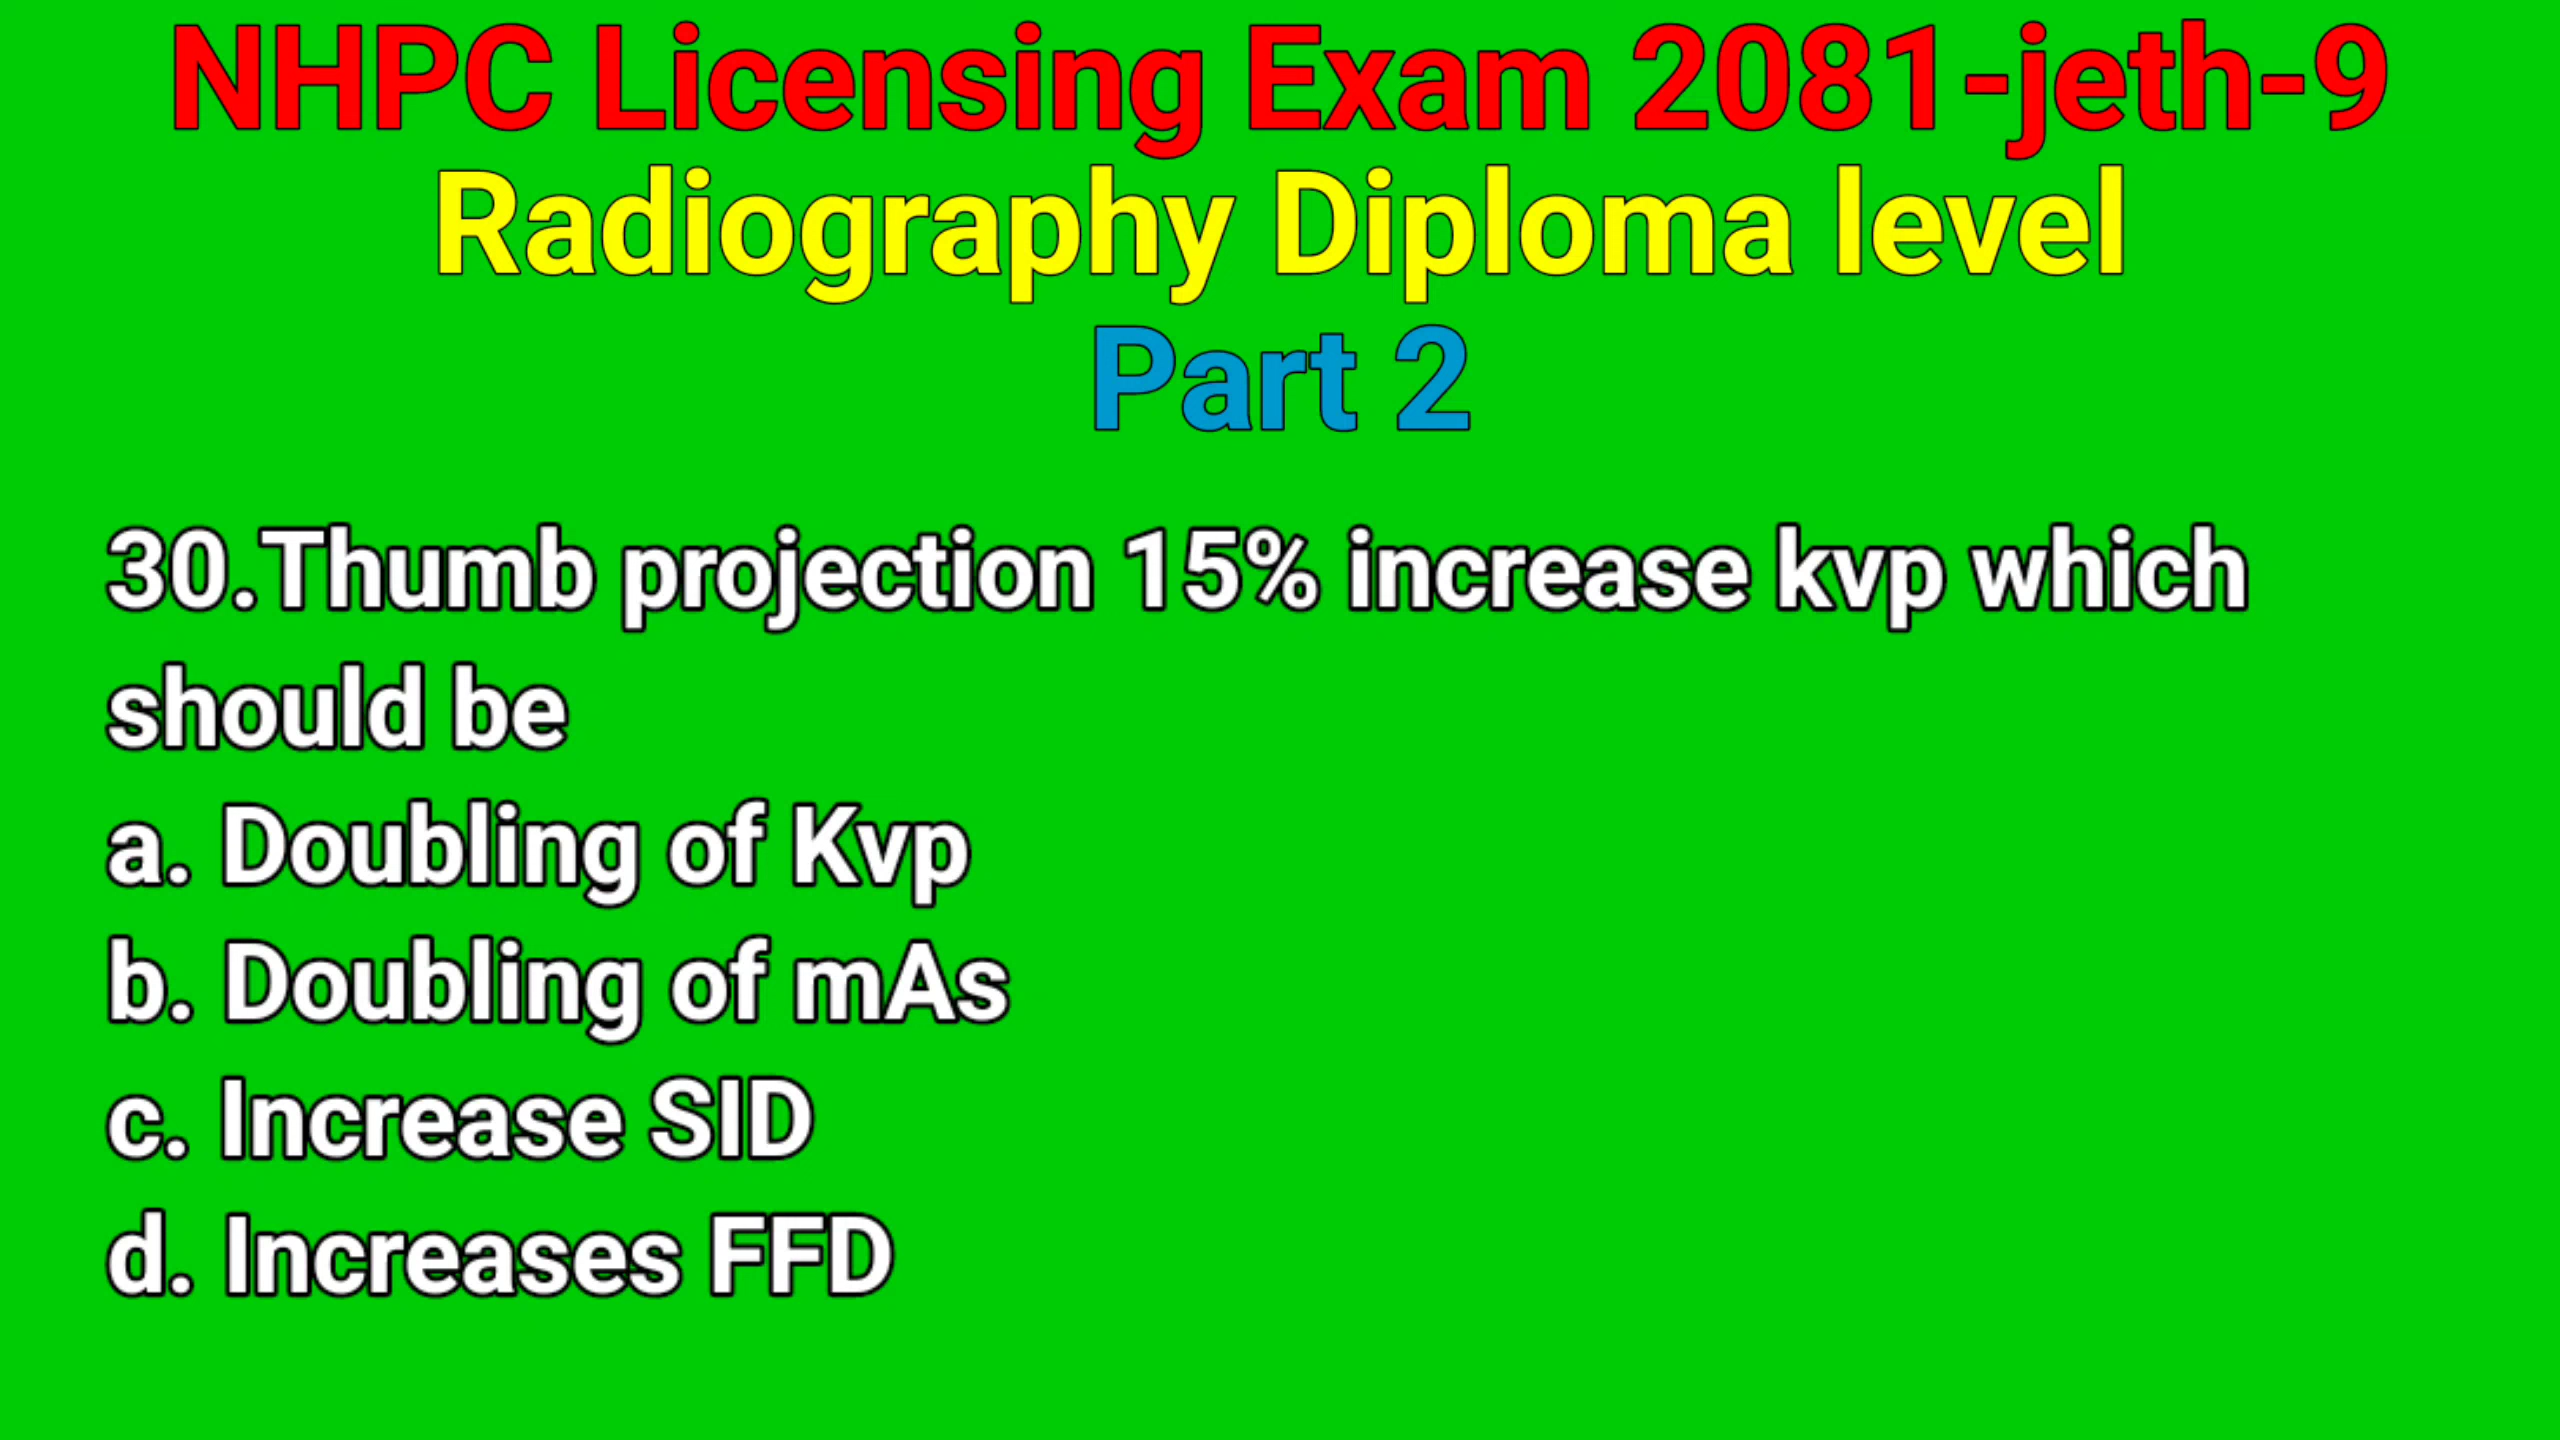 NHPC Licensing Exam 2081-jeth-9
Radiography Diploma level
Part 2
30.Thumb projection 15% increase kvp which
should be
a. Doubling of Kvp
b. Doubling of mAs
c. Increase SID
d. Increases FFD